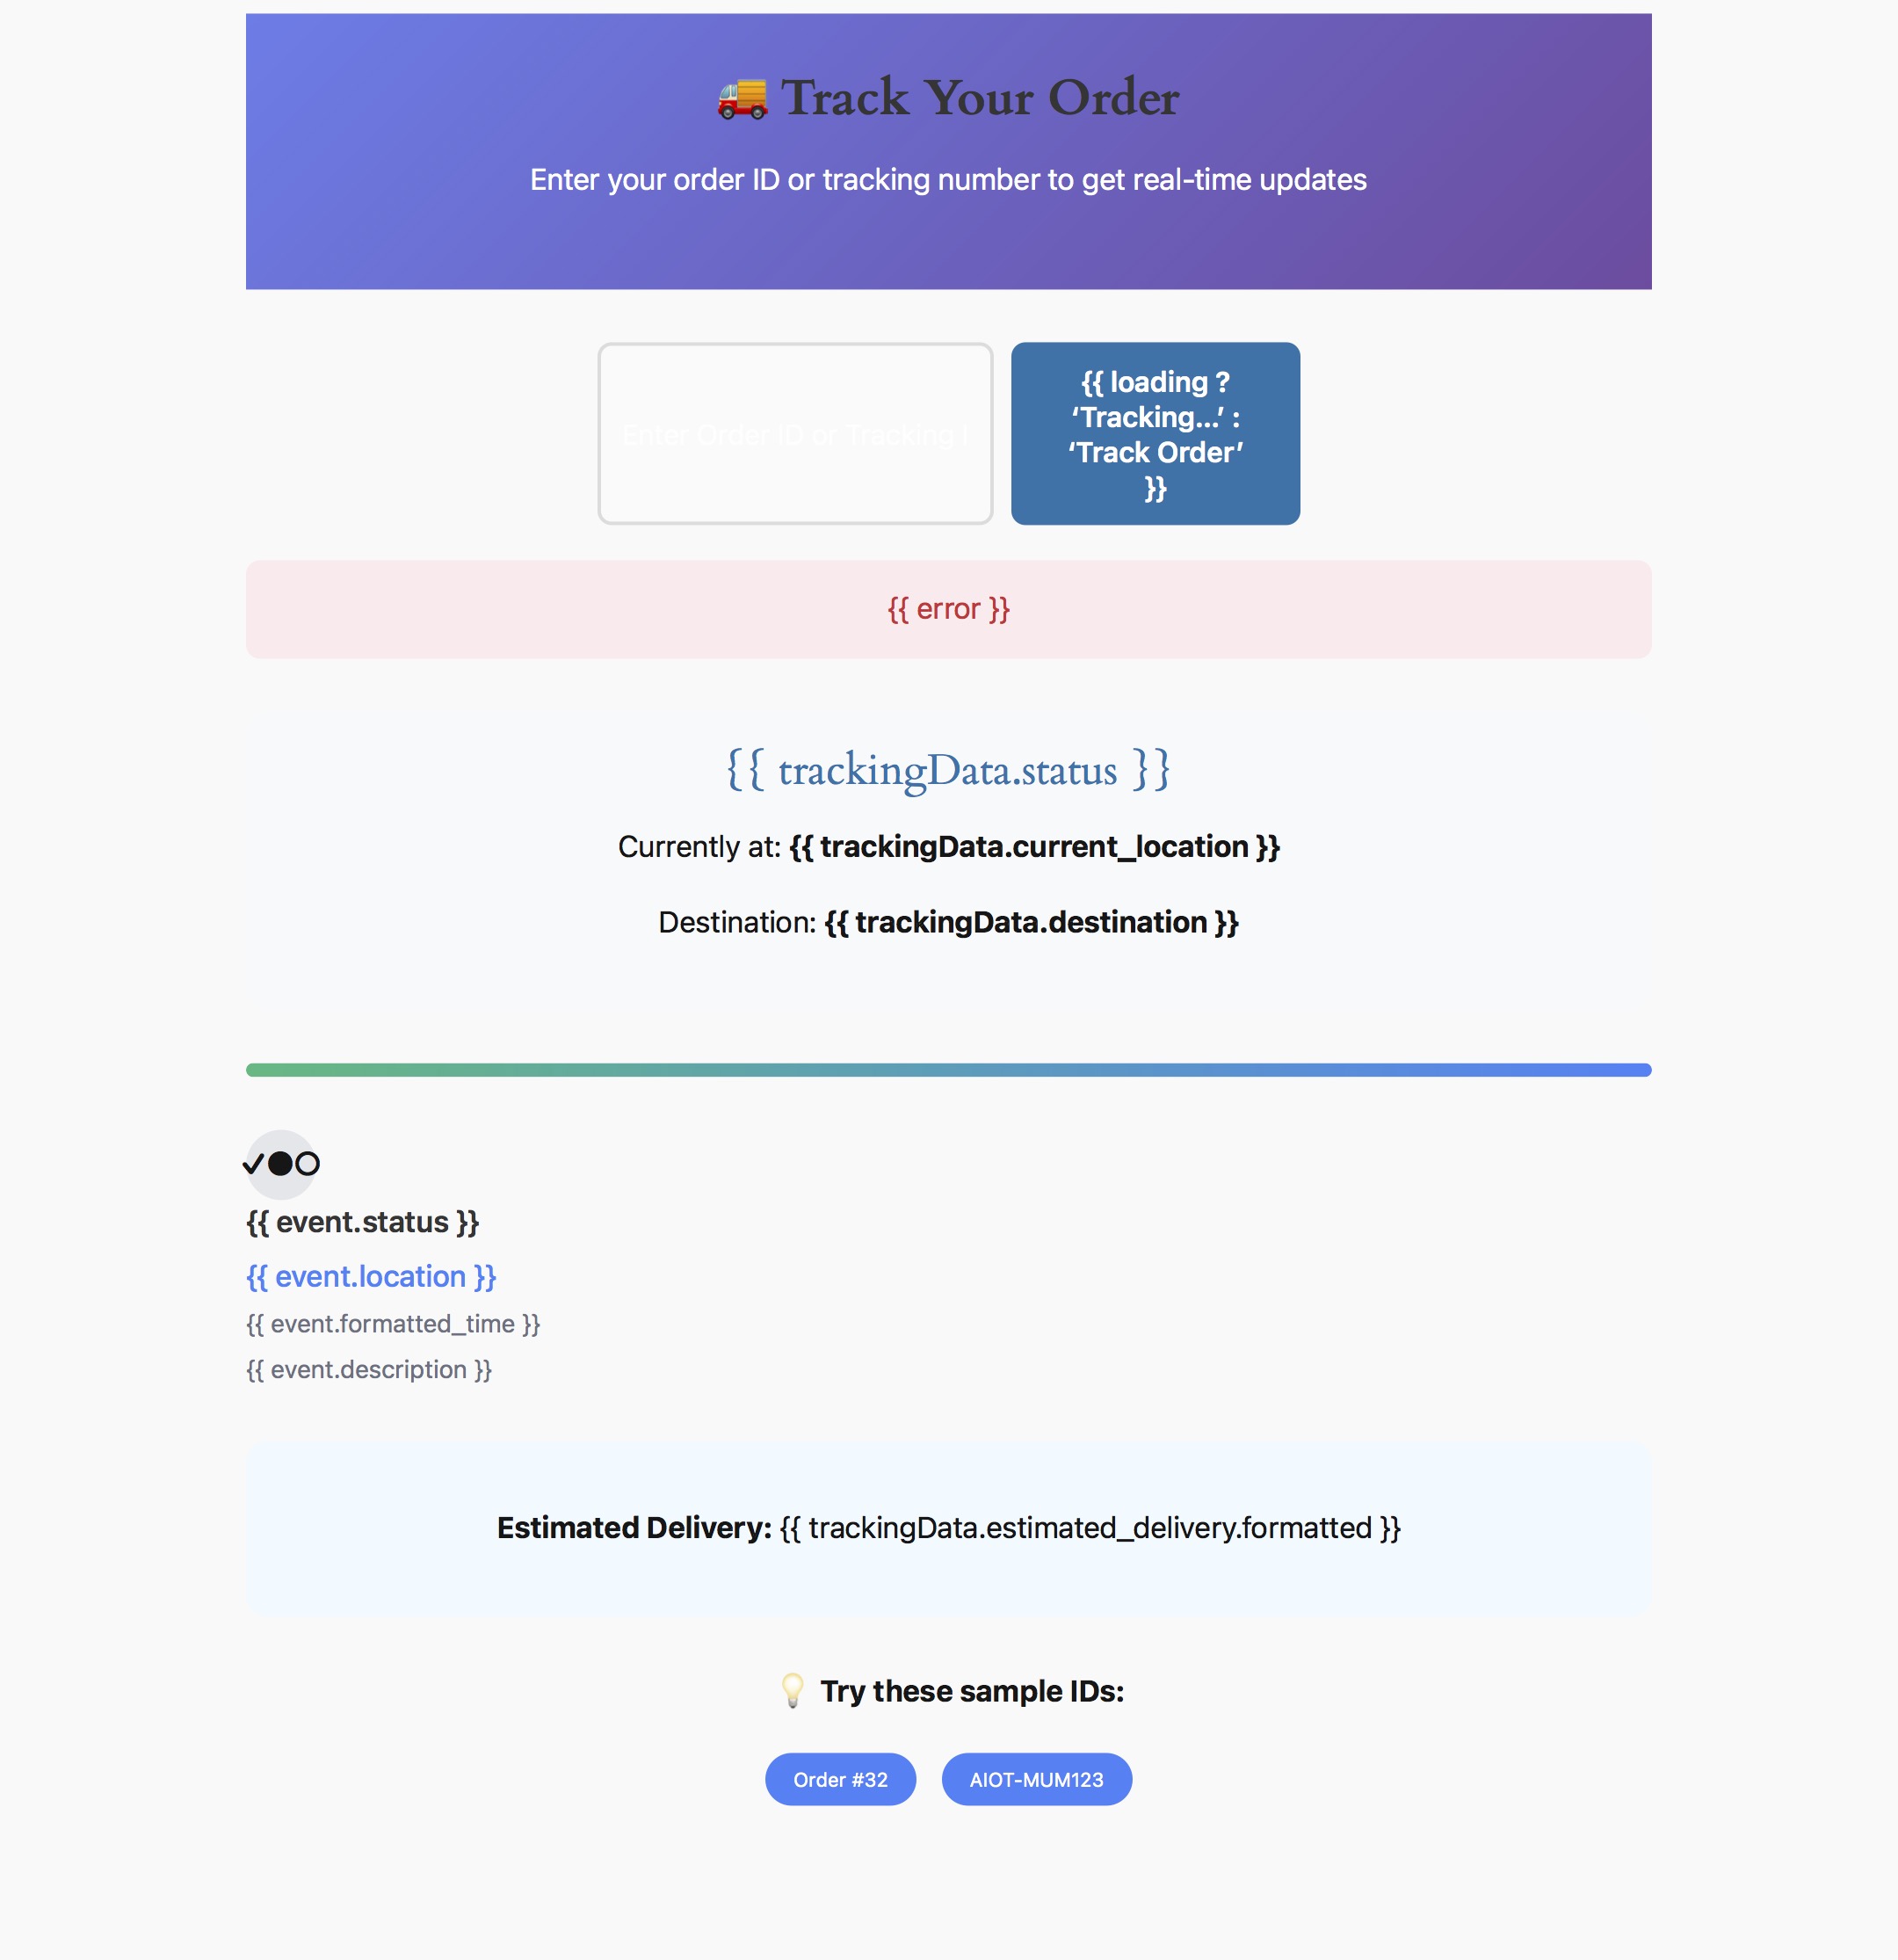 🚚 Track Your Order
Enter your order ID or tracking number to get real-time updates
Enter Order ID or Tracking
{{ loading ?
‘Tracking…’ :
‘Track Order’
}}
{{ error }}
{{ trackingData.status }}
Currently at: {{ trackingData.current_location }}
Destination: {{ trackingData.destination }}
✓●○
{{ event.status }}
{{ event.location }}
{{ event.formatted_time }}
{{ event.description }}
Estimated Delivery: {{ trackingData.estimated_delivery.formatted }}
💡 Try these sample IDs:
Order #32
AIOT-MUM123